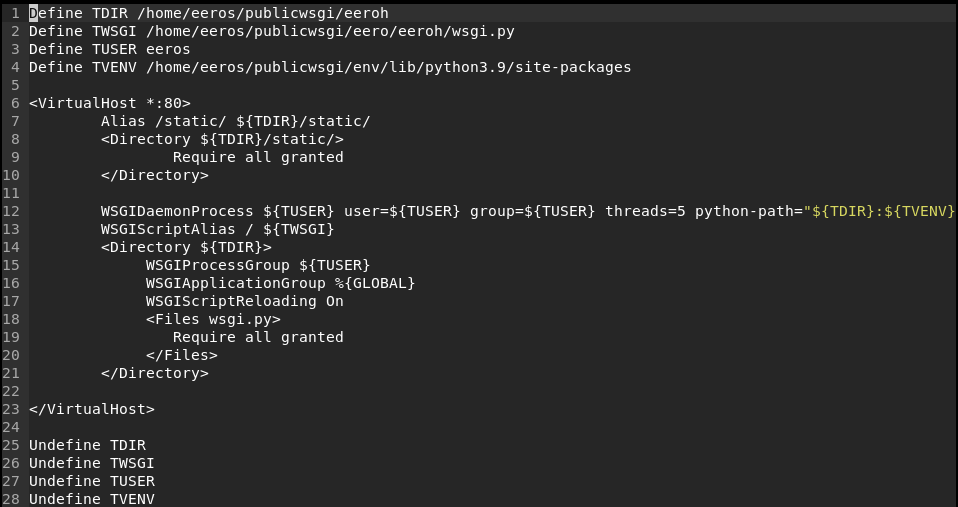 1 Define TDIR /home/eeros/publicwsgi/eeroh
2 Define TWSGI /home/eeros/publicwsgi/eero/eeroh/wsgi.py
3 Define TUSER eeros
4 Define TVENV /home/eeros/publicwsgi/env/lib/python3.9/site-packages
5
6 <VirtualHost *:80>
7         Alias /static/ ${TDIR}/static/
8         <Directory ${TDIR}/static/>
9                 Require all granted
10         </Directory>
11
12         WSGIDaemonProcess ${TUSER} user=${TUSER} group=${TUSER} threads=5 python-path="${TDIR}:${TVENV}
13         WSGIScriptAlias / ${TWSGI}
14         <Directory ${TDIR}>
15              WSGIProcessGroup ${TUSER}
16              WSGIApplicationGroup %{GLOBAL}
17              WSGIScriptReloading On
18              <Files wsgi.py>
19                 Require all granted
20              </Files>
21         </Directory>
22
23 </VirtualHost>
24
25 Undefine TDIR
26 Undefine TWSGI
27 Undefine TUSER
28 Undefine TVENV